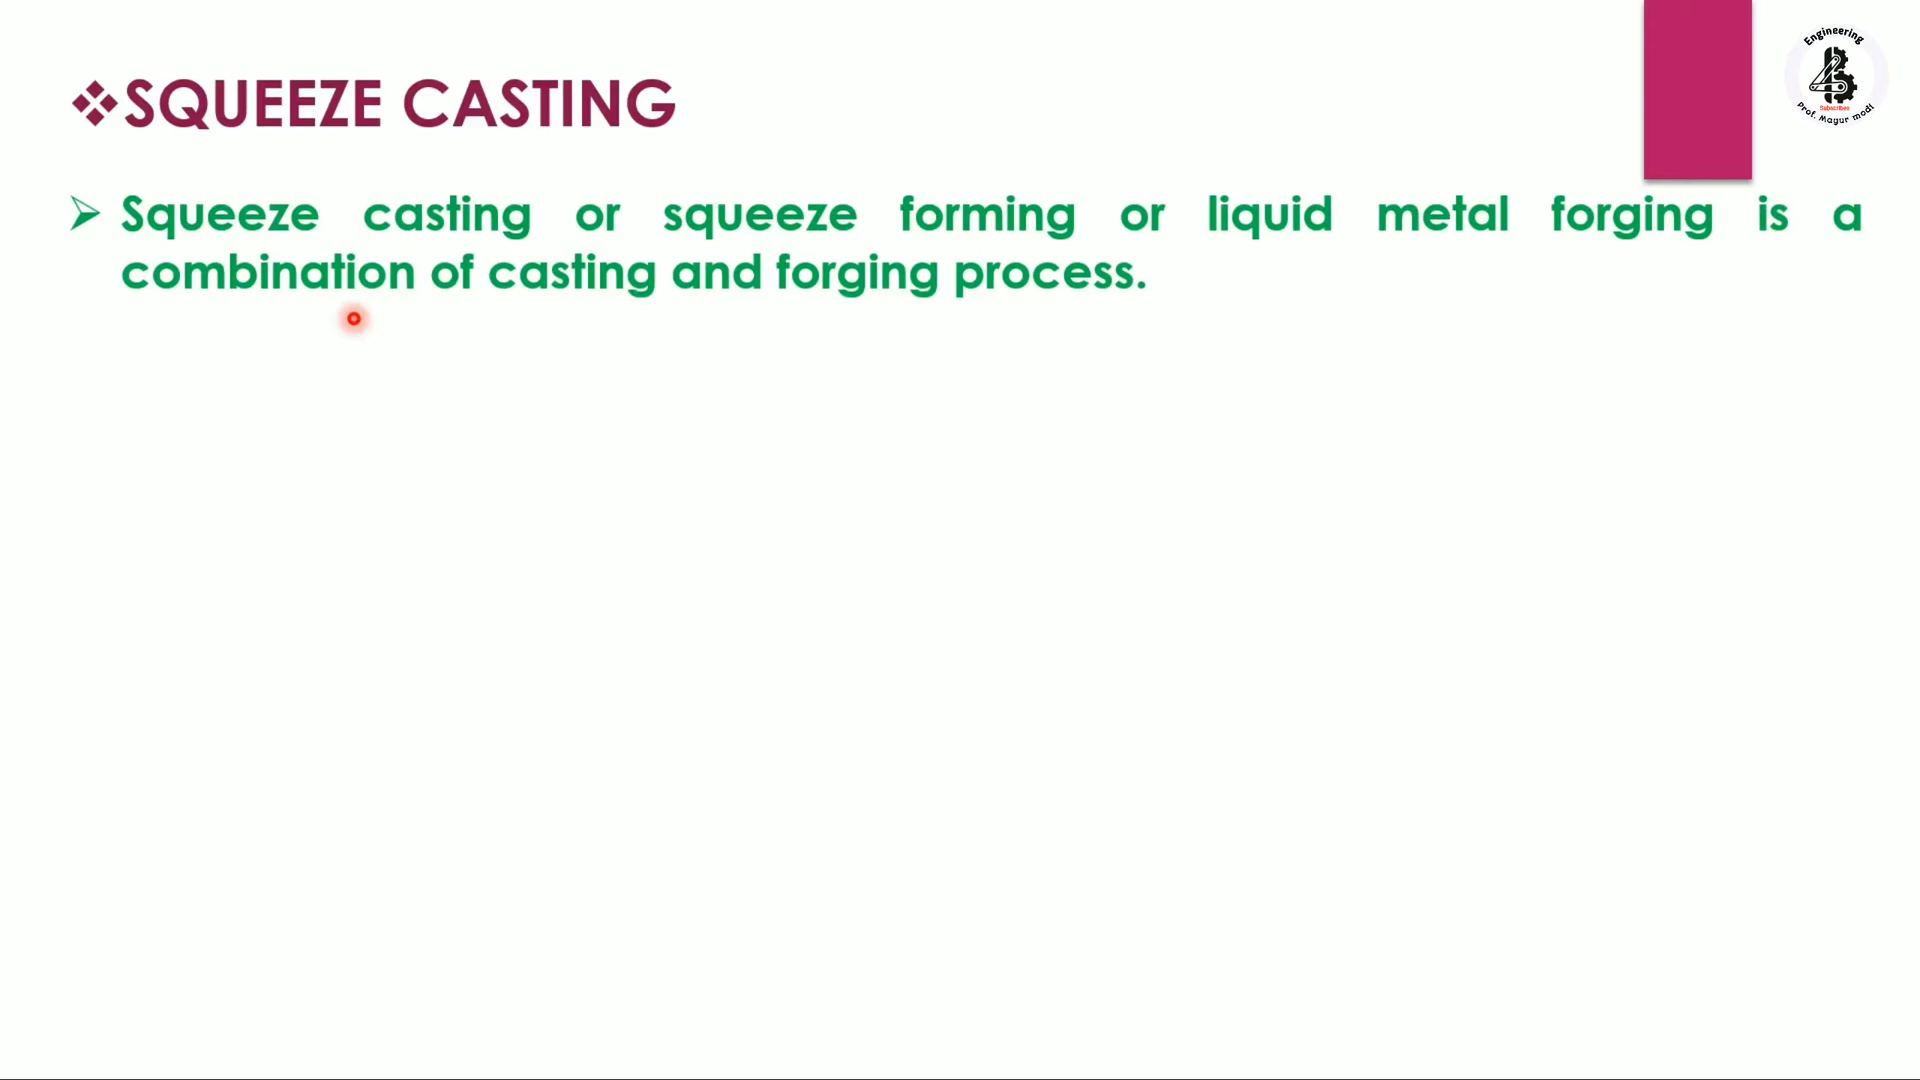 SQUEEZE CASTING
Squeeze casting or squeeze forming or liquid metal forging is a
combination of casting and forging process.
Engineering
Subscribes
Prof. Mayur modi